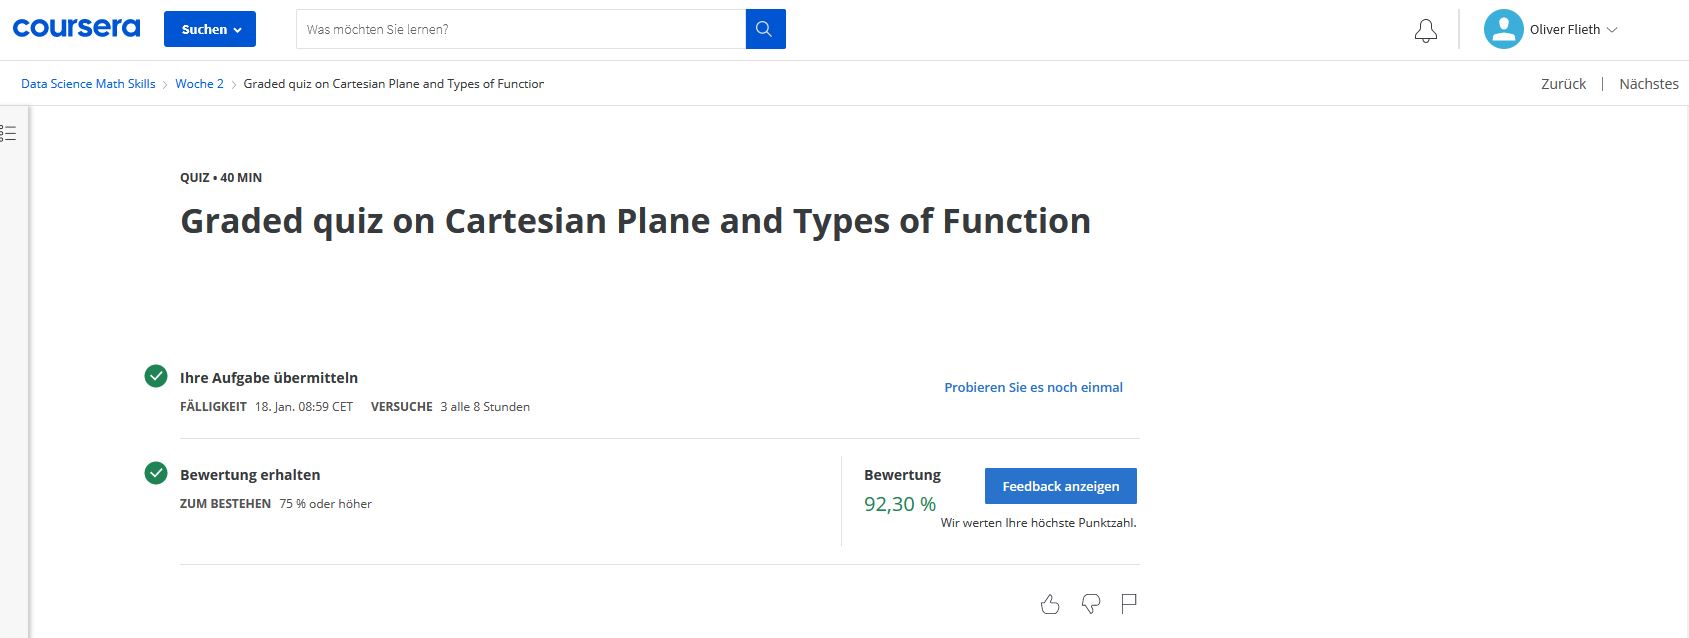 coursera Suchen Was möchten Sie lernen? Oliver Flieth
Data Science Math Skills > Woche 2 > Graded quiz on Cartesian Plane and Types of Function Zurück | Nächstes
QUIZ • 40 MIN
Graded quiz on Cartesian Plane and Types of Function
Ihre Aufgabe übermitteln
FÄLLIGKEIT 18. Jan. 08:59 CET VERSUCHE 3 alle 8 Stunden
Probieren Sie es noch einmal
Bewertung erhalten
ZUM BESTEHEN 75 % oder höher
Bewertung
92,30 %
Feedback anzeigen
Wir werten Ihre höchste Punktzahl.